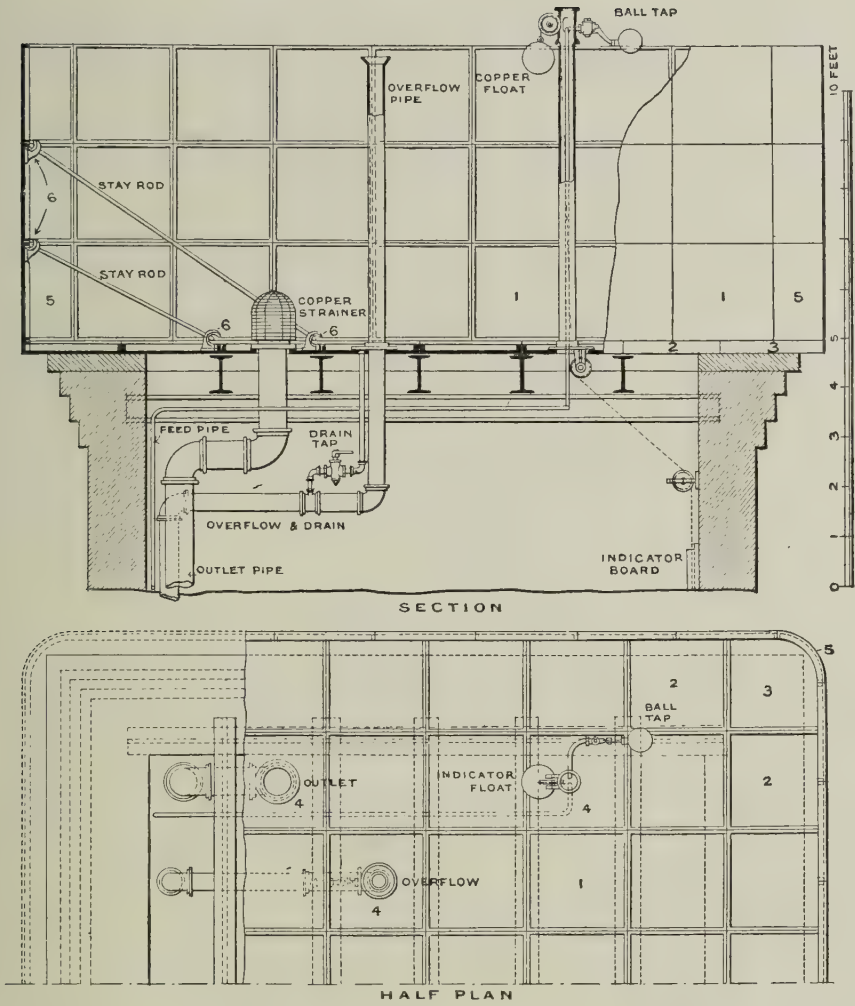 BALL TAP
COPPER
FLOAT
OVERFLOW
PIPE
10 FEET
STAY ROD
6
STAY ROD
5
COPPER
STRAINER
6
6
1
1
5
2
3
5
4
3
2
1
0
FEED PIPE
DRAIN
TAP
OVERFLOW & DRAIN
OUTLET PIPE
INDICATOR
BOARD
SECTION
5
2
3
BALL
TAP
OUTLET
4
INDICATOR
FLOAT
4
2
OVERFLOW
4
1
HALF PLAN